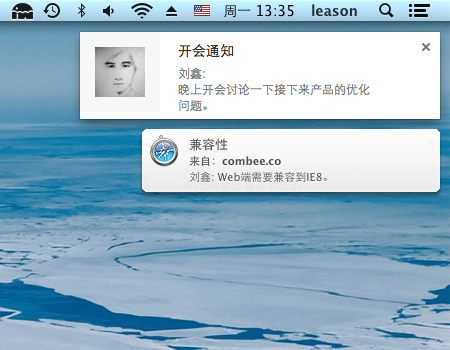 周一 13:35 leason
开会通知
刘鑫:
晚上开会讨论一下接下来产品的优化
问题。
兼容性
来自：combee.co
刘鑫: Web端需要兼容到IE8。